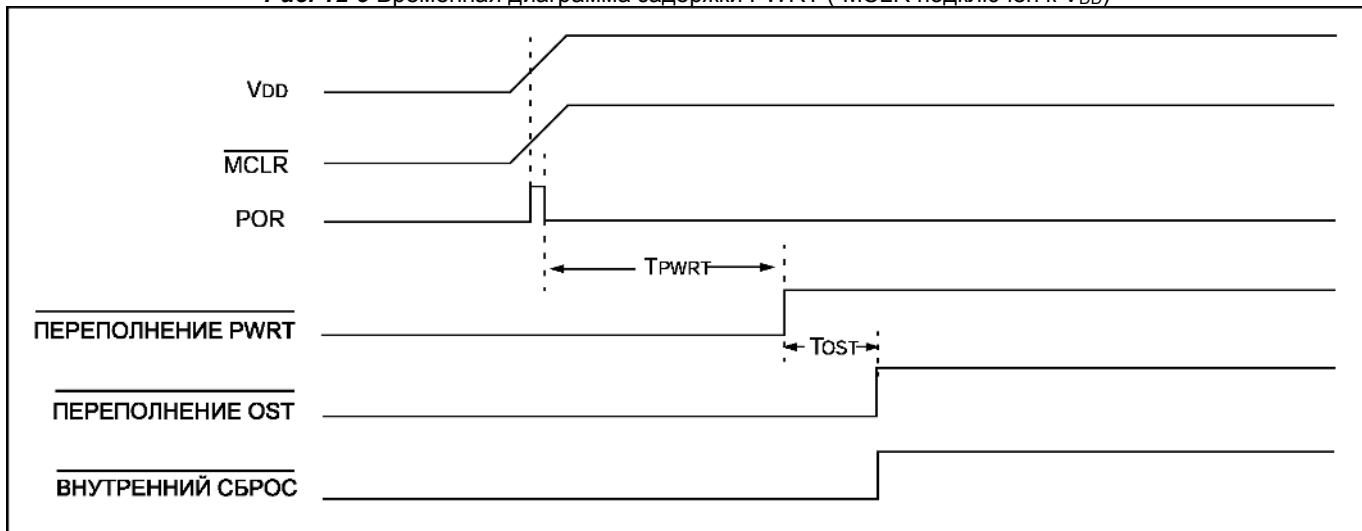 VDD
MCLR
POR
TPWRT
ПЕРЕПОЛНЕНИЕ PWRT
TOST
ПЕРЕПОЛНЕНИЕ OST
ВНУТРЕННИЙ СБРОС